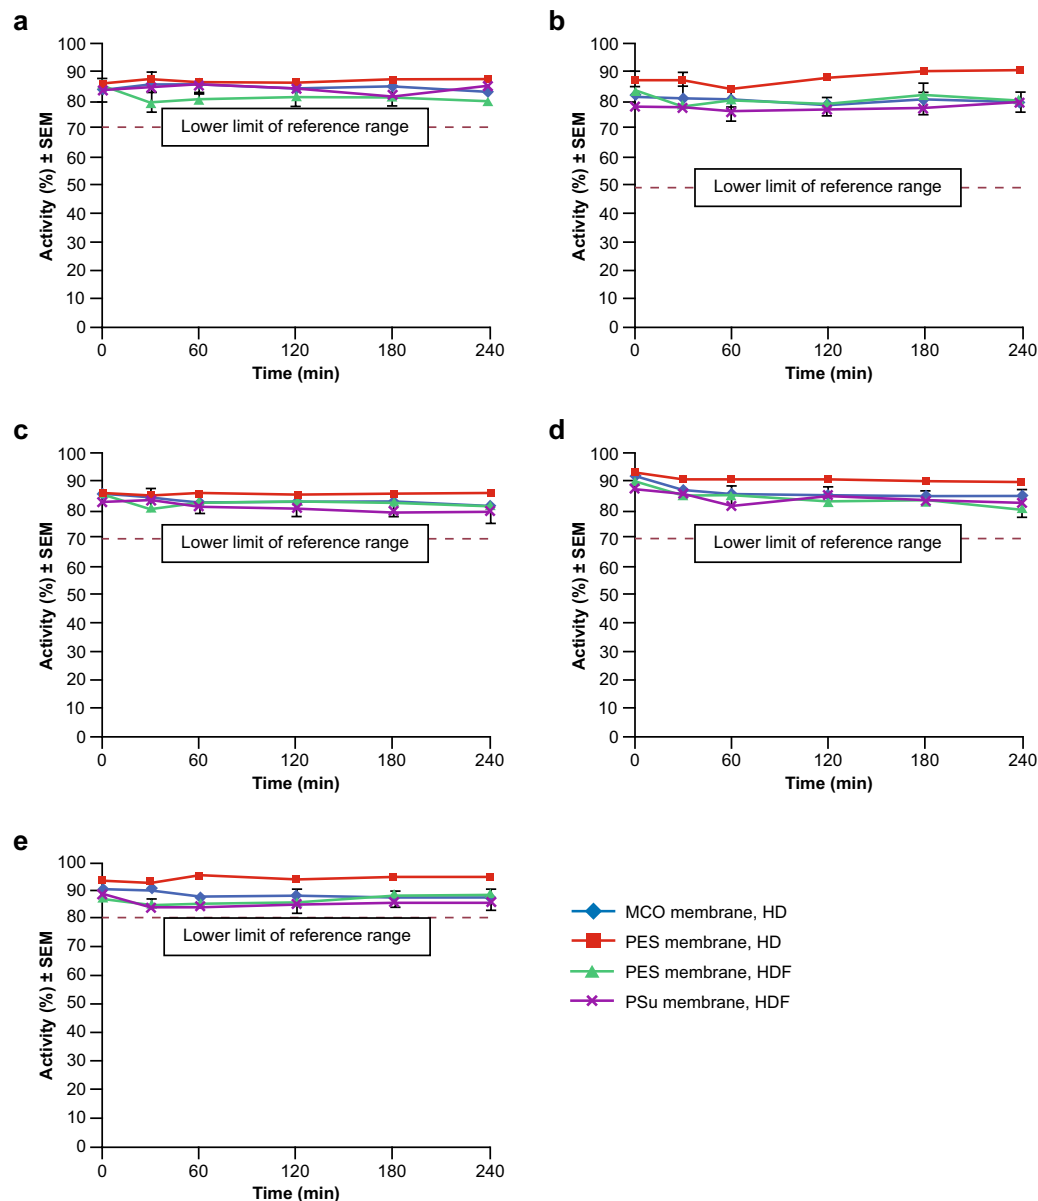 a
100
90
80
70
60
50
40
30
20
10
0
Activity (%) ± SEM
Lower limit of reference range
0 60 120 180 240
Time (min)
b
100
90
80
70
60
50
40
30
20
10
0
Activity (%) ± SEM
Lower limit of reference range
0 60 120 180 240
Time (min)
c
100
90
80
70
60
50
40
30
20
10
0
Activity (%) ± SEM
Lower limit of reference range
0 60 120 180 240
Time (min)
d
100
90
80
70
60
50
40
30
20
10
0
Activity (%) ± SEM
Lower limit of reference range
0 60 120 180 240
Time (min)
e
100
90
80
70
60
50
40
30
20
10
0
Activity (%) ± SEM
Lower limit of reference range
0 60 120 180 240
Time (min)
MCO membrane, HD
PES membrane, HD
PES membrane, HDF
PSu membrane, HDF